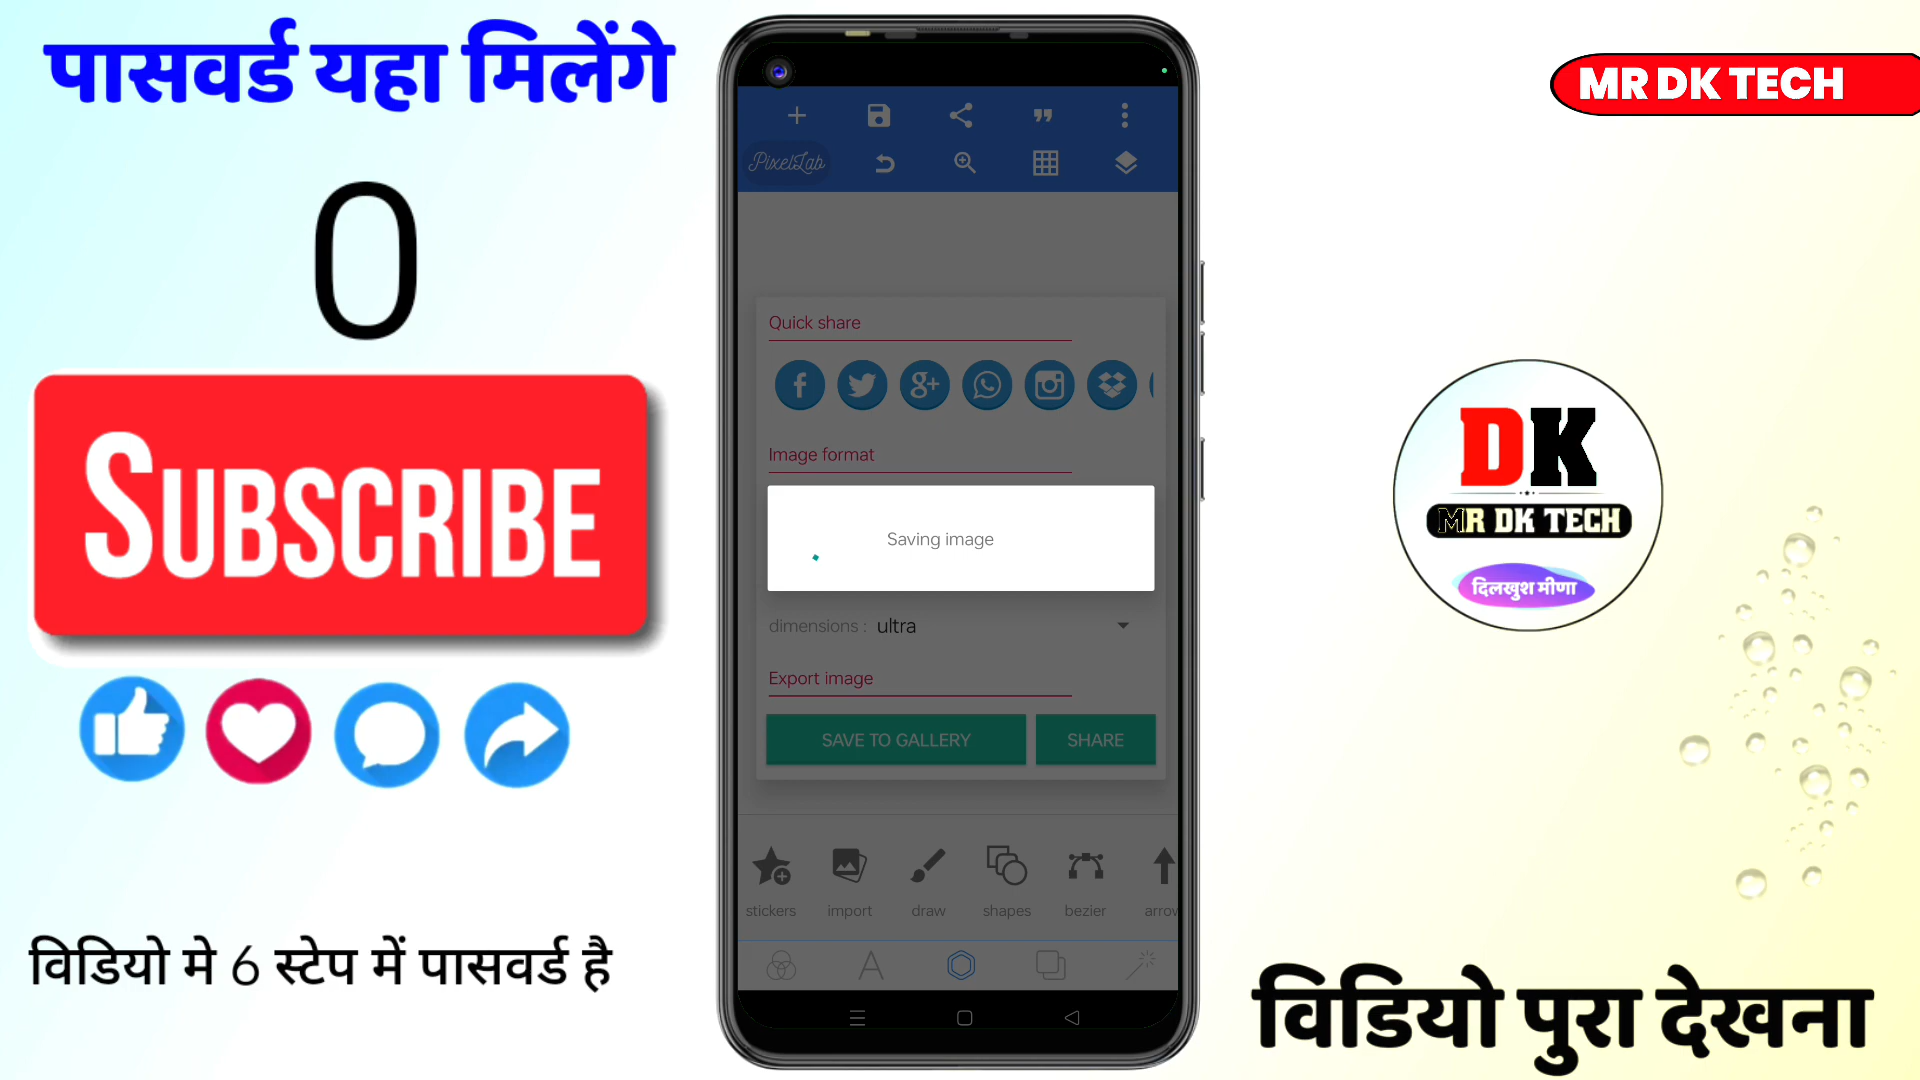 पासवर्ड यहा मिलेंगे
0
SUBSCRIBE
विडियो मे 6 स्टेप में पासवर्ड है
PixelLab
Quick share
Image format
Saving image
dimensions : ultra
Export image
SAVE TO GALLERY
SHARE
stickers import draw shapes bezier arrow
MR DK TECH
DK
MR DK TECH
दिलखुश मीणा
विडियो पुरा देखना